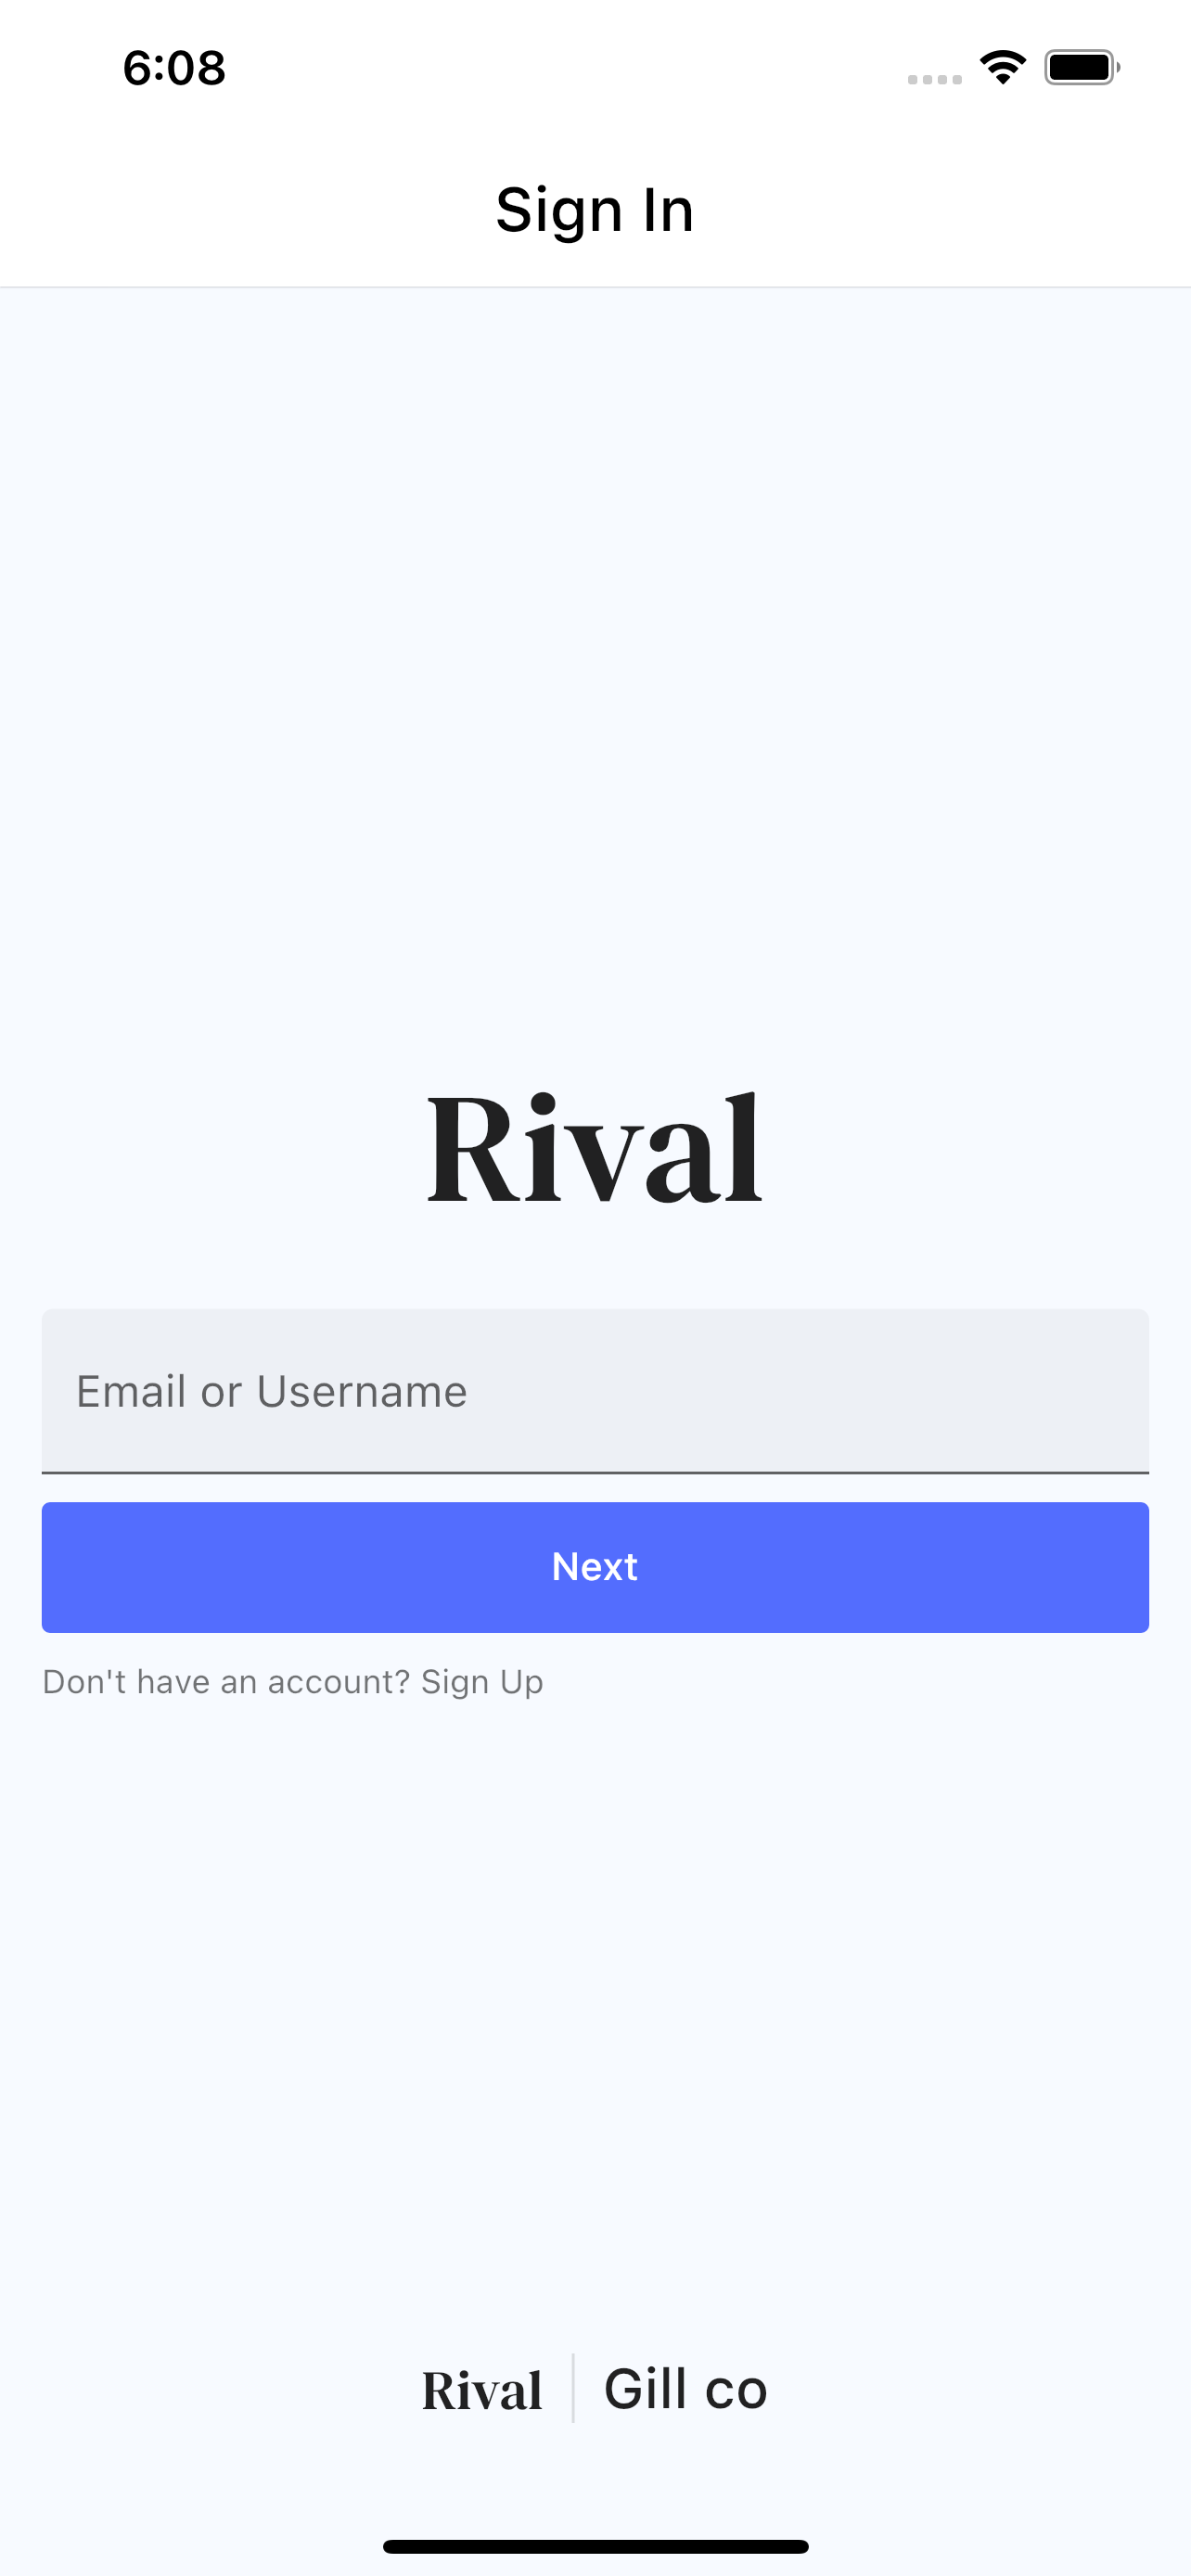 6:08
Sign In
Rival
Email or Username
Next
Don't have an account? Sign Up
Rival | Gill co